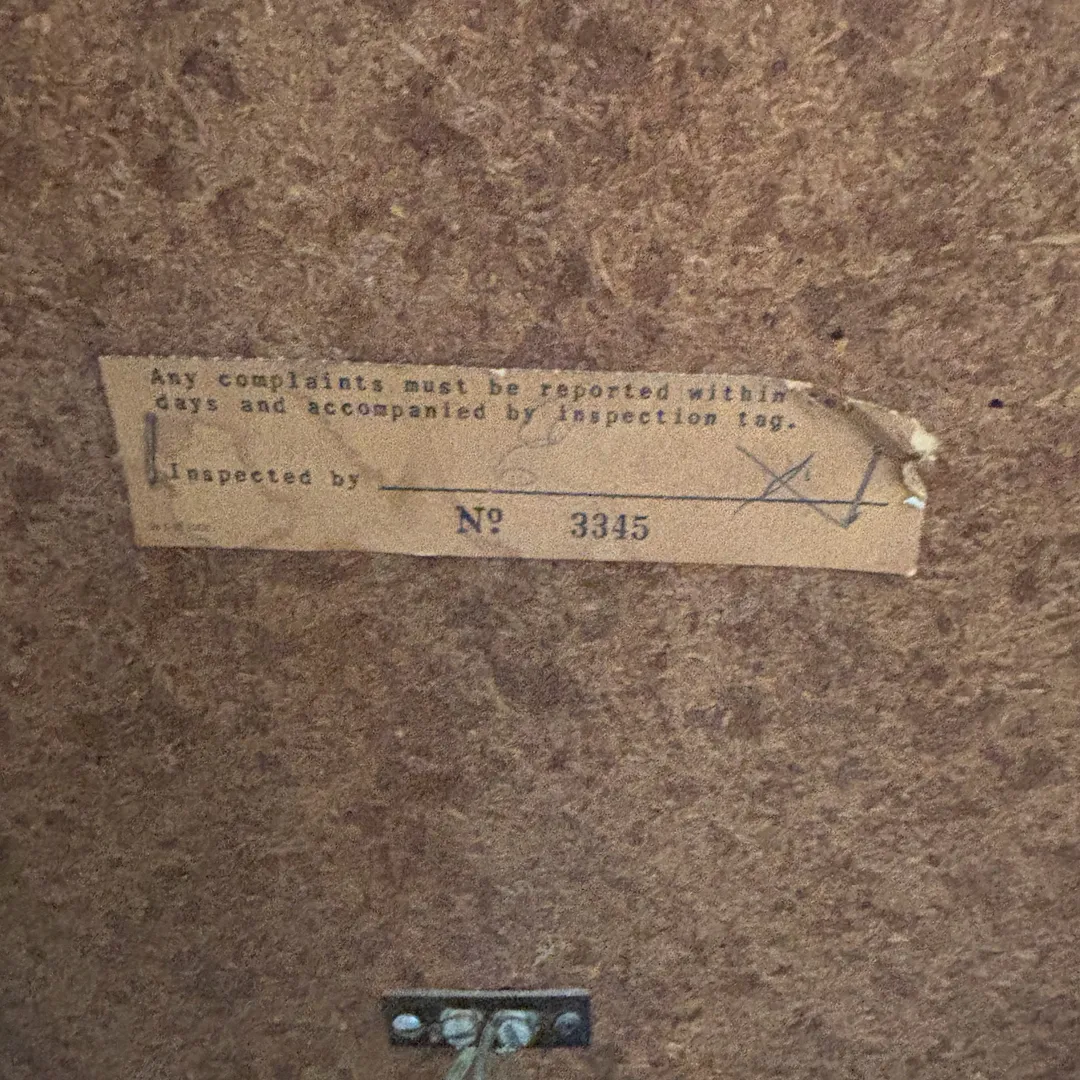 Any complaints must be reported within
days and accompanied by inspection tag.
Inspected by
Nº 3345